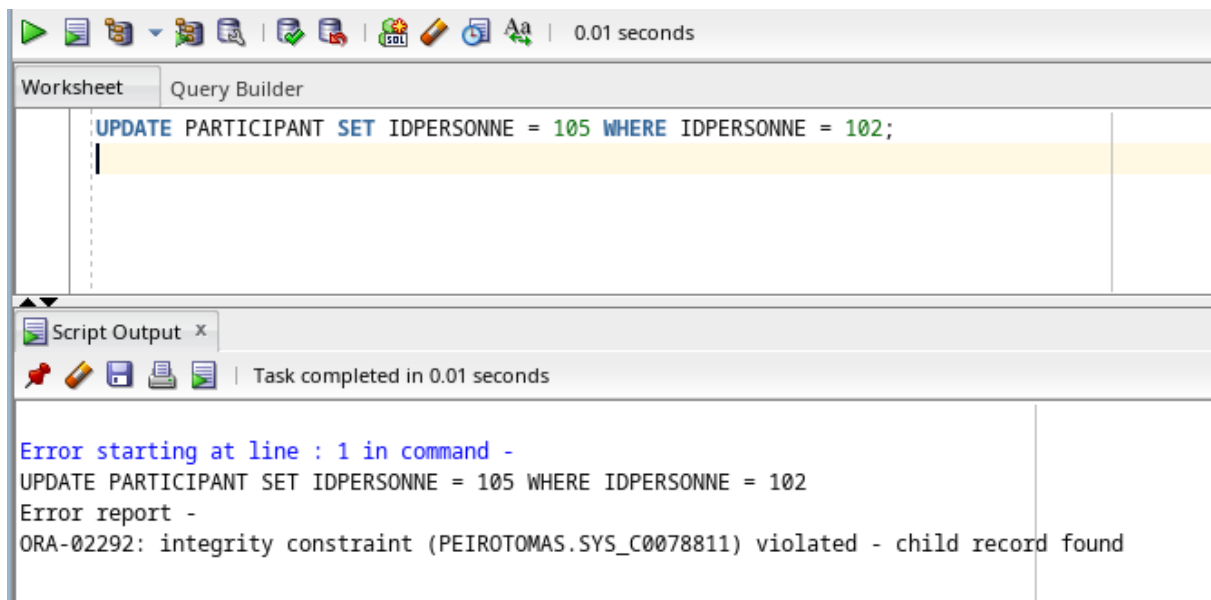 SQL Aa
0.01 seconds
Worksheet Query Builder
UPDATE PARTICIPANT SET IDPERSONNE = 105 WHERE IDPERSONNE = 102;
Script Output x
Task completed in 0.01 seconds
Error starting at line : 1 in command -
UPDATE PARTICIPANT SET IDPERSONNE = 105 WHERE IDPERSONNE = 102
Error report -
ORA-02292: integrity constraint (PEIROTOMAS.SYS_C0078811) violated - child record found